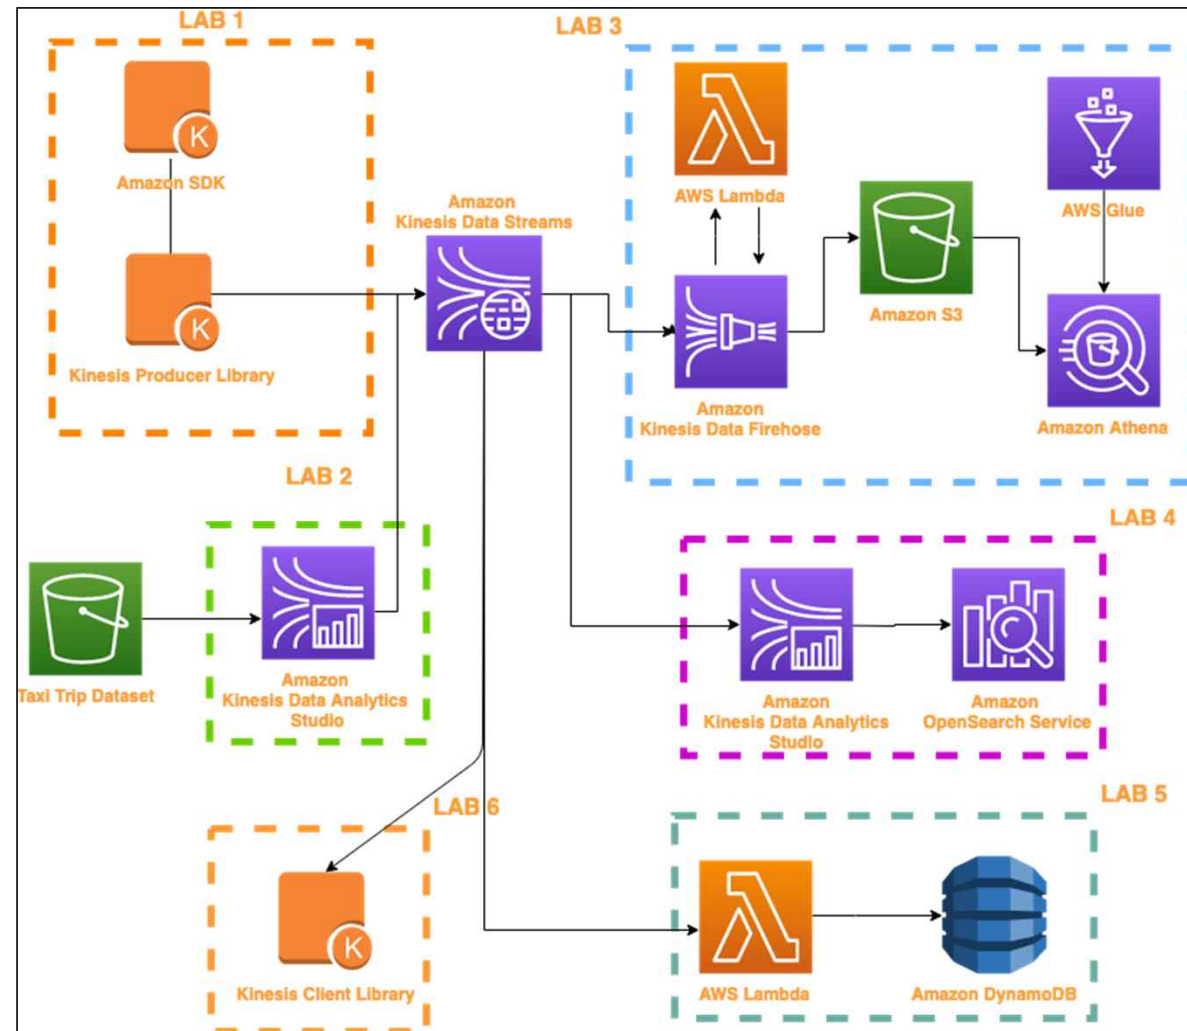 LAB 1
K
Amazon SDK
K
Kinesis Producer Library
Amazon
Kinesis Data Streams
LAB 3
AWS Lambda
Amazon
Kinesis Data Firehose
Amazon S3
AWS Glue
Amazon Athena
LAB 2
Taxi Trip Dataset
Amazon
Kinesis Data Analytics
Studio
LAB 4
Amazon
Kinesis Data Analytics
Studio
Amazon
OpenSearch Service
LAB 6
K
Kinesis Client Library
LAB 5
AWS Lambda
Amazon DynamoDB